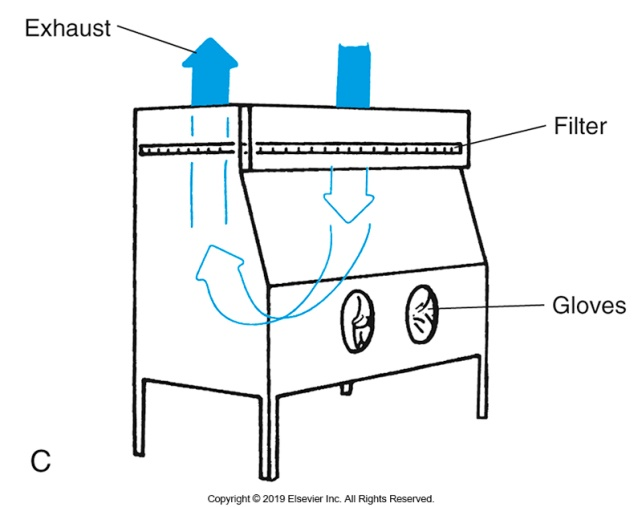 Exhaust
Filter
Gloves
C
Copyright © 2019 Elsevier Inc. All Rights Reserved.